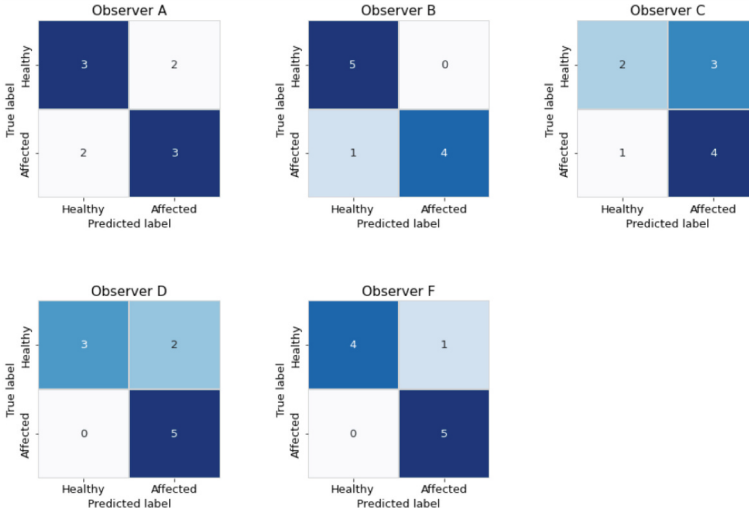 Observer A
True label
Healthy
Affected
3 2
2 3
Healthy Affected
Predicted label
Observer B
True label
Healthy
Affected
5 0
1 4
Healthy Affected
Predicted label
Observer C
True label
Healthy
Affected
2 3
1 4
Healthy Affected
Predicted label
Observer D
True label
Healthy
Affected
3 2
0 5
Healthy Affected
Predicted label
Observer F
True label
Healthy
Affected
4 1
0 5
Healthy Affected
Predicted label